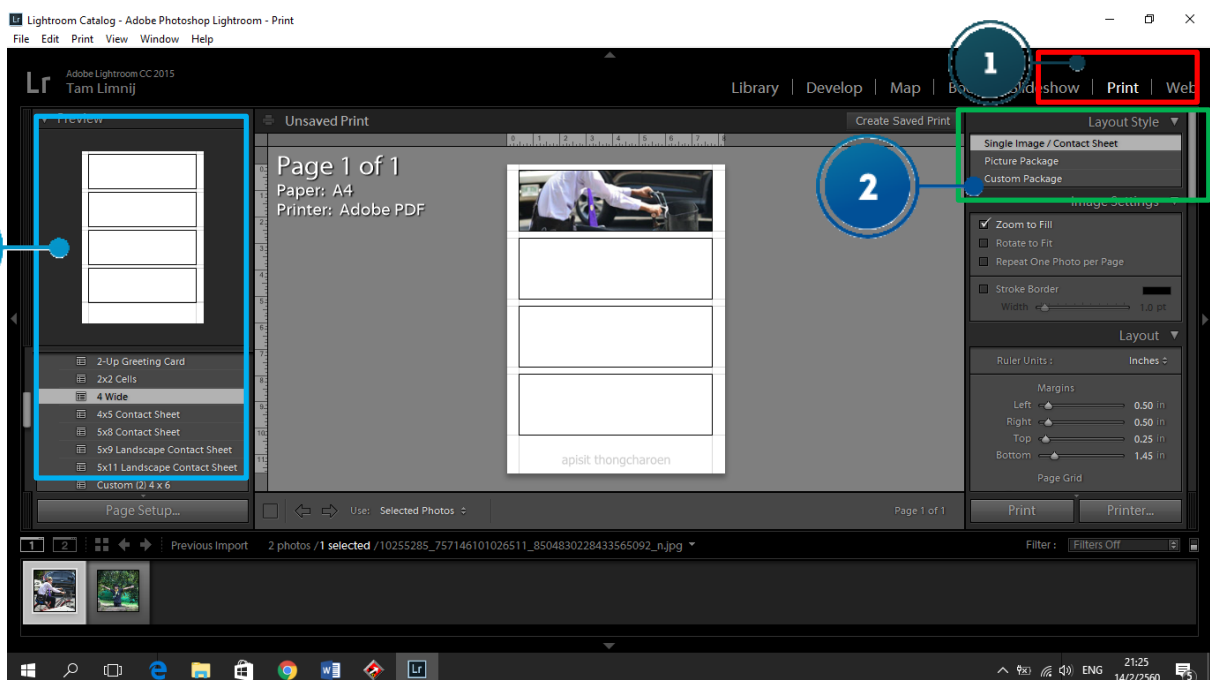 Lr Lightroom Catalog - Adobe Photoshop Lightroom - Print
File Edit Print View Window Help
1
Lr Adobe Lightroom CC 2015
Tam Limnij
Library | Develop | Map | Slideshow | Print | Web
Preview
Unsaved Print
Create Saved Print
Layout Style
Page 1 of 1
Paper: A4
Printer: Adobe PDF
2
Single Image / Contact Sheet
Picture Package
Custom Package
Image Settings
Zoom to Fill
Rotate to Fit
Repeat One Photo per Page
Stroke Border
Width 1.0 pt
Layout
Ruler Units : Inches
Margins
Left 0.50 in
Right 0.50 in
Top 0.25 in
Bottom 1.45 in
Page Grid
2-Up Greeting Card
2x2 Cells
4 Wide
4x5 Contact Sheet
5x8 Contact Sheet
5x9 Landscape Contact Sheet
5x11 Landscape Contact Sheet
Custom (2) 4 x 6
apisit thongcharoen
Page Setup...
Use: Selected Photos
Page 1 of 1
Print
Printer...
1 2 Previous Import 2 photos /1 selected /10255285_757146101026511_8504830228433565092_n.jpg
Filter : Filters Off
ENG
21:25
14/2/2560